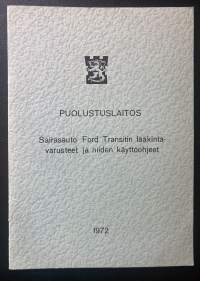 PUOLUSTUSLAITOS
Sairasauto Ford Transitin lääkintä-
varusteet ja niiden käyttöohjeet
1972